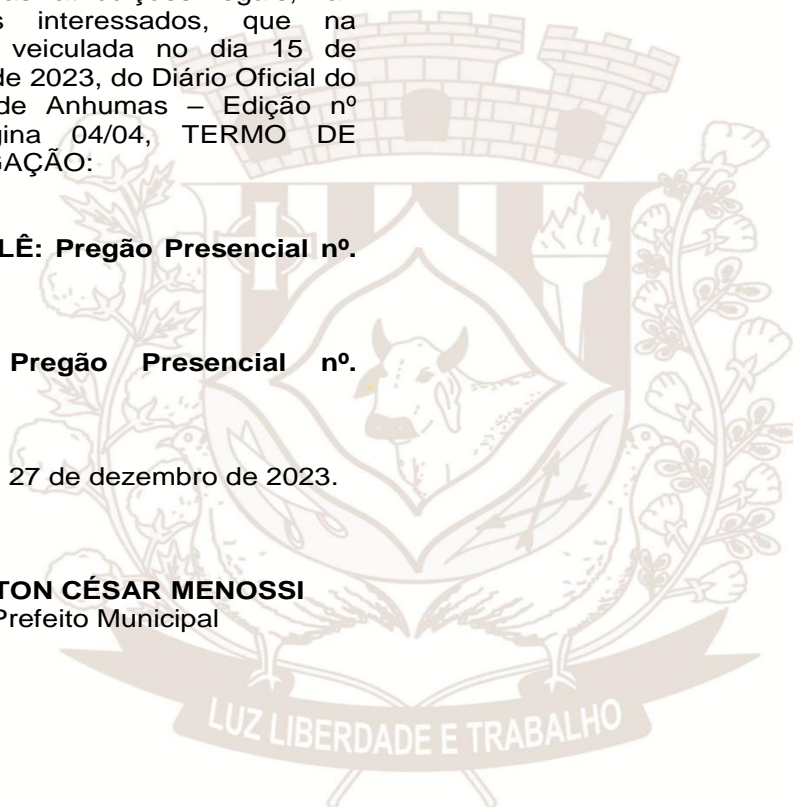 s interessados, que na
veiculada no dia 15 de
de 2023, do Diário Oficial do
de Anhumas – Edição nº
gina 04/04, TERMO DE
GAÇÃO:
LÊ: Pregão Presencial nº.
Pregão Presencial nº.
27 de dezembro de 2023.
TON CÉSAR MENOSSI
Prefeito Municipal
LUZ LIBERDADE E TRABALHO